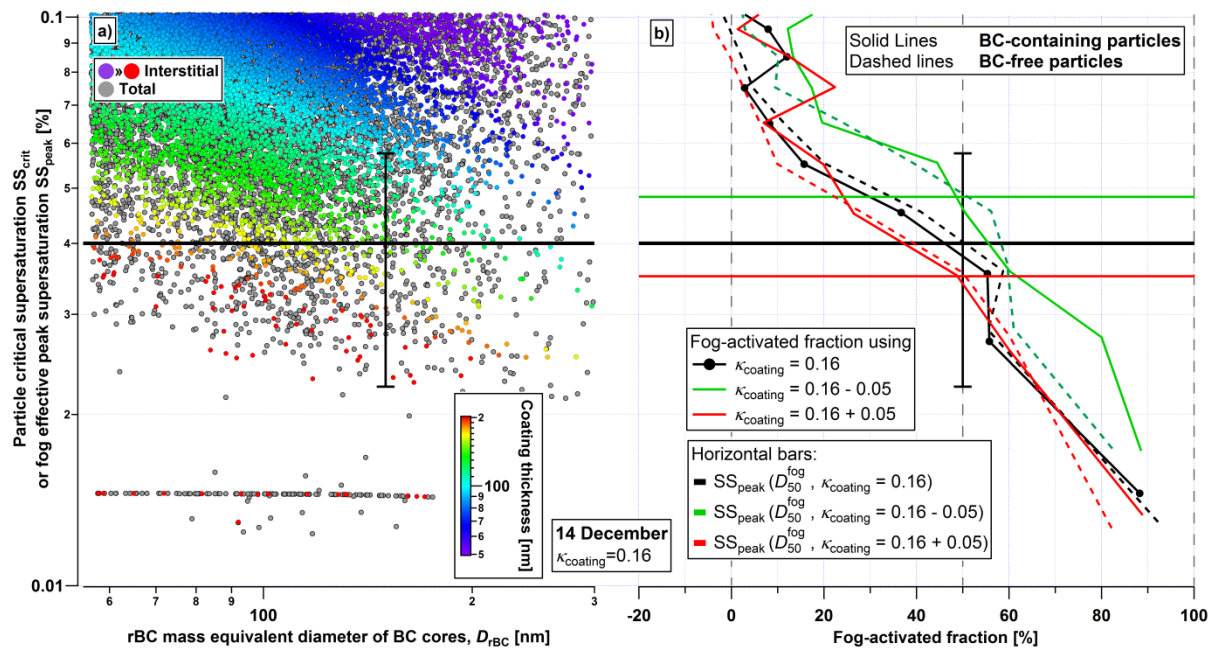 a)
Interstitial
Total
0.1
9
8
7
6
5
4
3
2
0.01
Particle critical supersaturation SScrit [%]
or fog effective peak supersaturation SSpeak [%]
Coating thickness [nm]
2
100
9
8
7
6
5
14 December
κcoating=0.16
6 7 8 9 100 2 3
rBC mass equivalent diameter of BC cores, DrBC [nm]
b)
Solid Lines BC-containing particles
Dashed lines BC-free particles
Fog-activated fraction using
κcoating = 0.16
κcoating = 0.16 - 0.05
κcoating = 0.16 + 0.05
Horizontal bars:
SSpeak(D50fog , κcoating = 0.16)
SSpeak(D50fog , κcoating = 0.16 - 0.05)
SSpeak(D50fog , κcoating = 0.16 + 0.05)
-20 0 20 40 60 80 100
Fog-activated fraction [%]